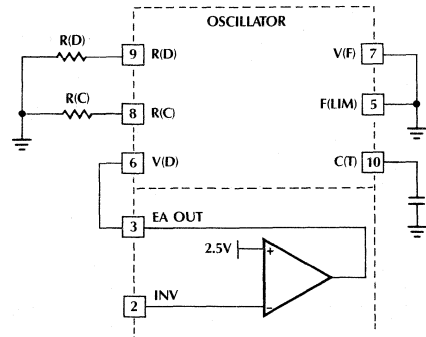 OSCILLATOR
R(D)
9 R(D)
V(F) 7
R(C)
8 R(C)
F(LIM) 5
6 V(D)
C(T) 10
3 EA OUT
2.5V
+
2 INV
−